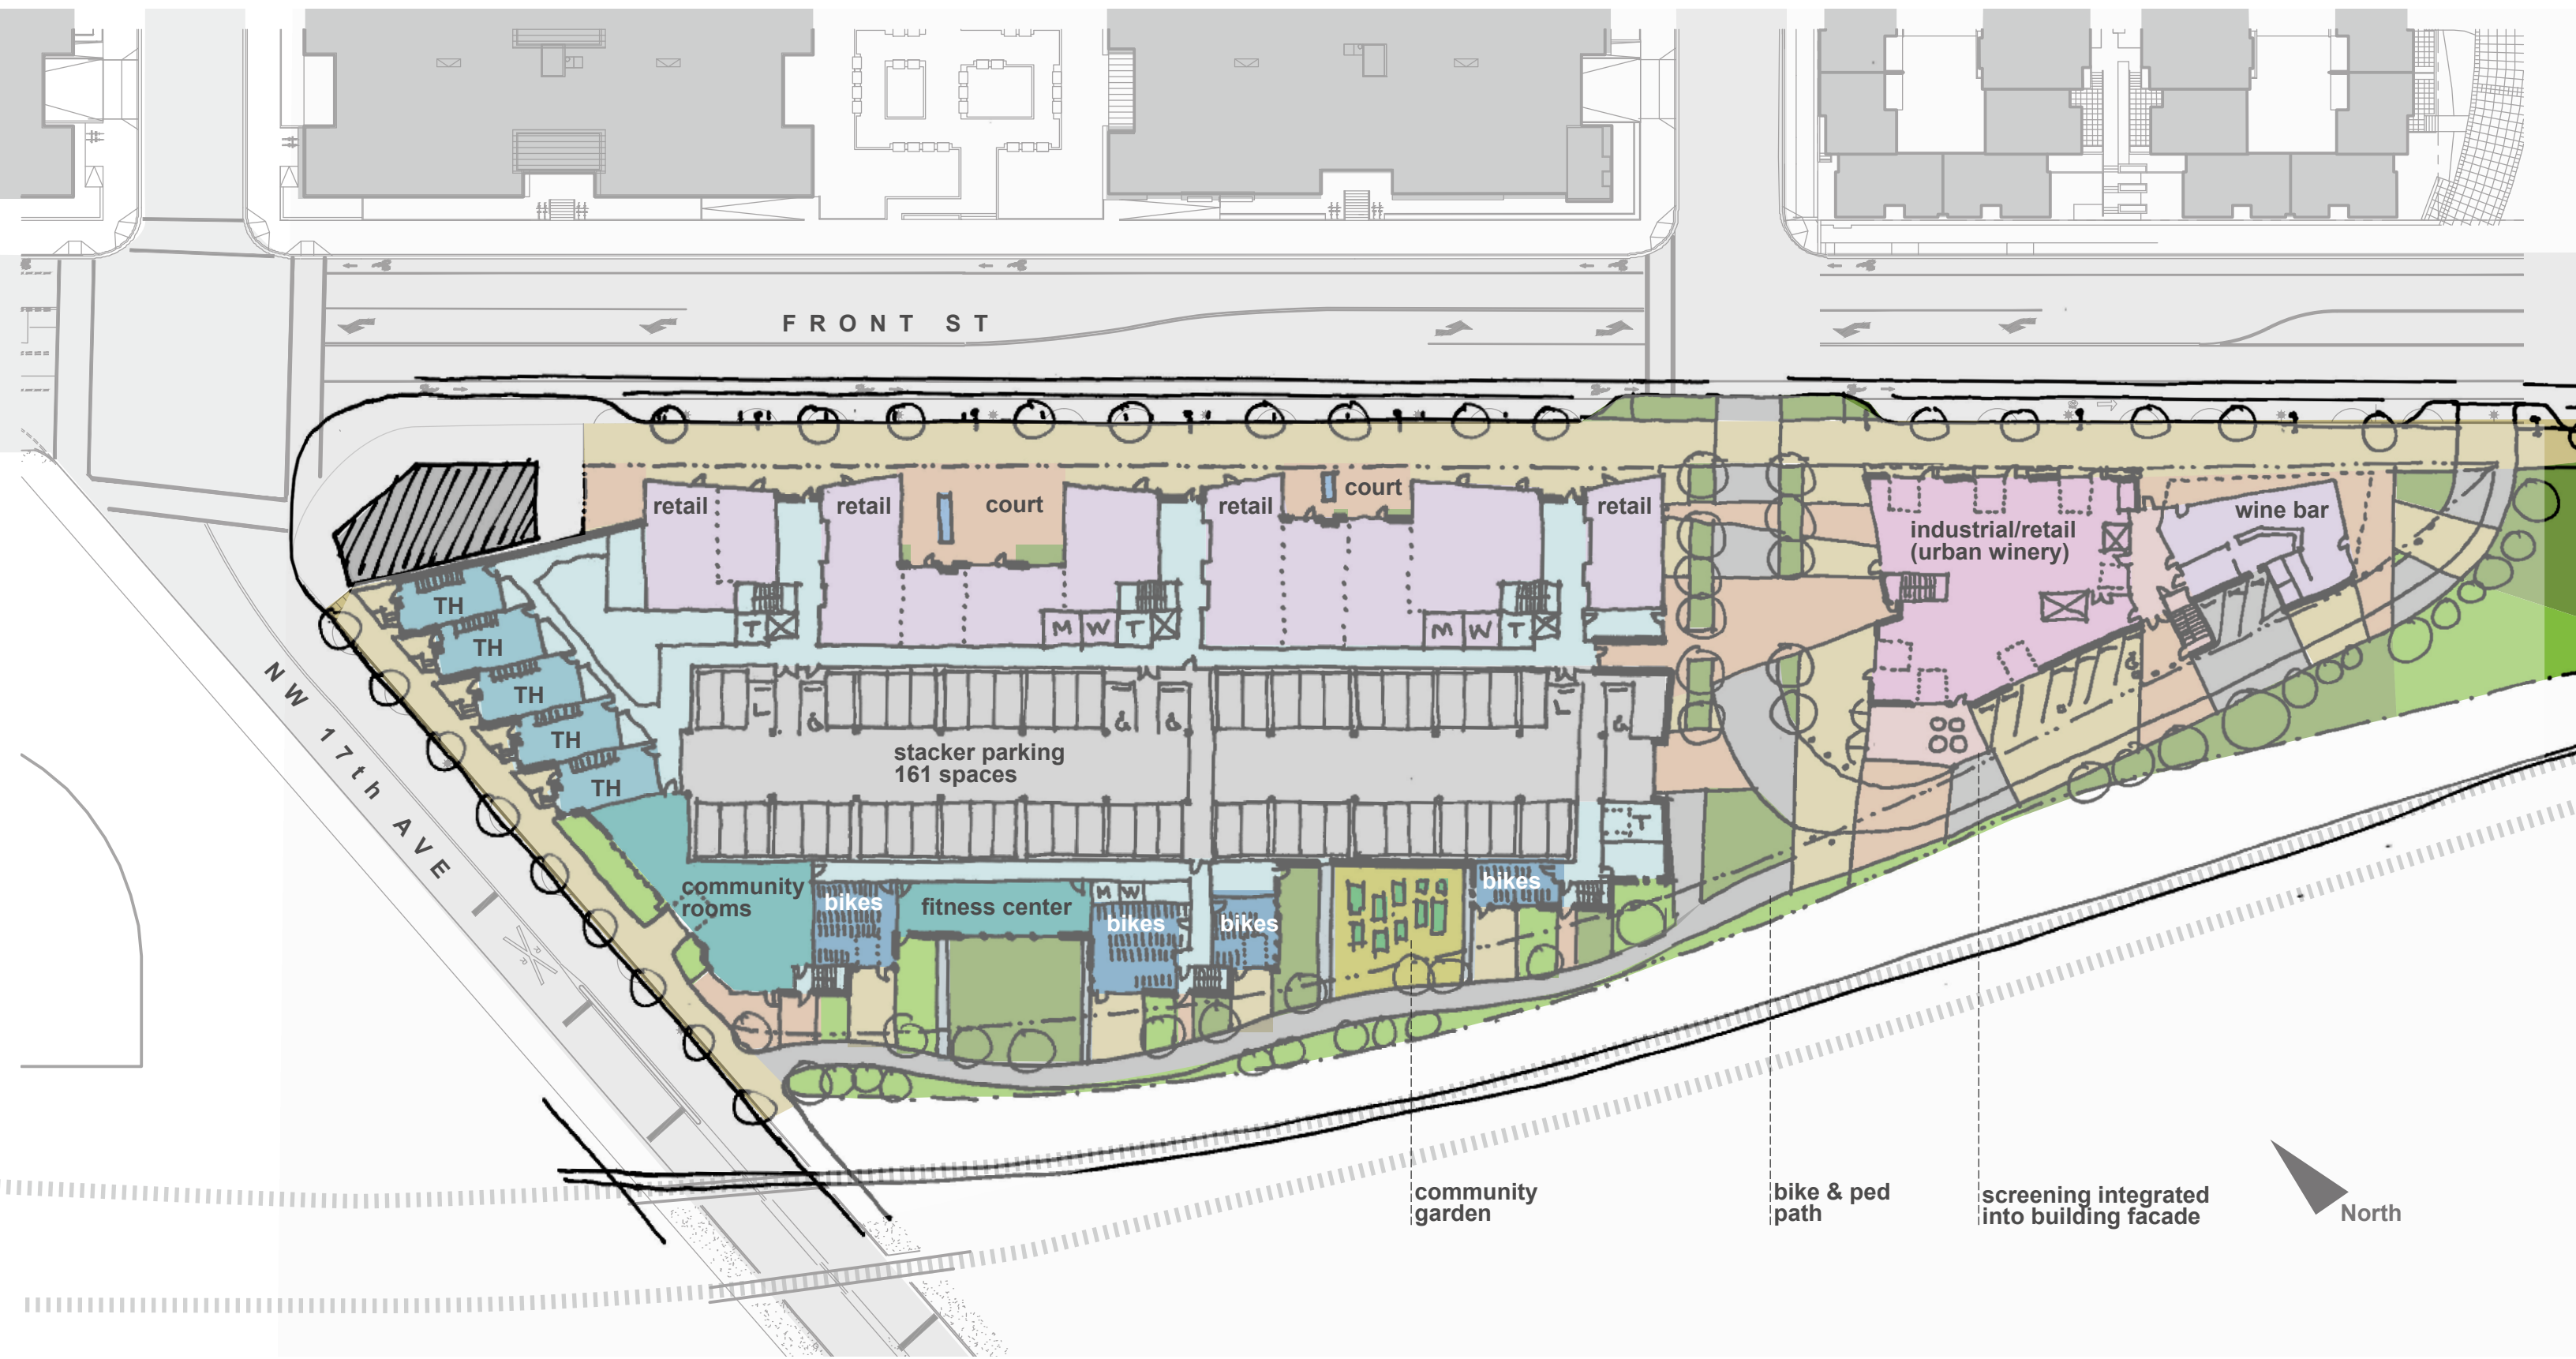 FRONT ST
retail
retail
court
retail
court
retail
industrial/retail
(urban winery)
wine bar
TH
TH
TH
TH
TH
T
M W T
M W T
L
&
&
&
L
&
stacker parking
161 spaces
T
NW 17th AVE
community
rooms
bikes
fitness center
M W
bikes
bikes
bikes
R R
community
garden
bike & ped
path
screening integrated
into building facade
North